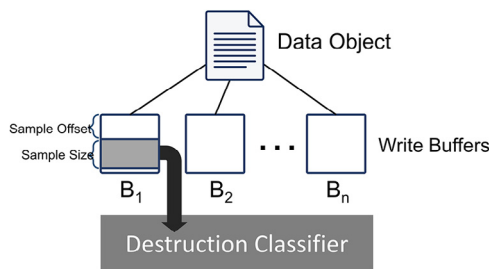 Data Object
Sample Offset
Sample Size
. . .
Write Buffers
B1
B2
Bn
Destruction Classifier